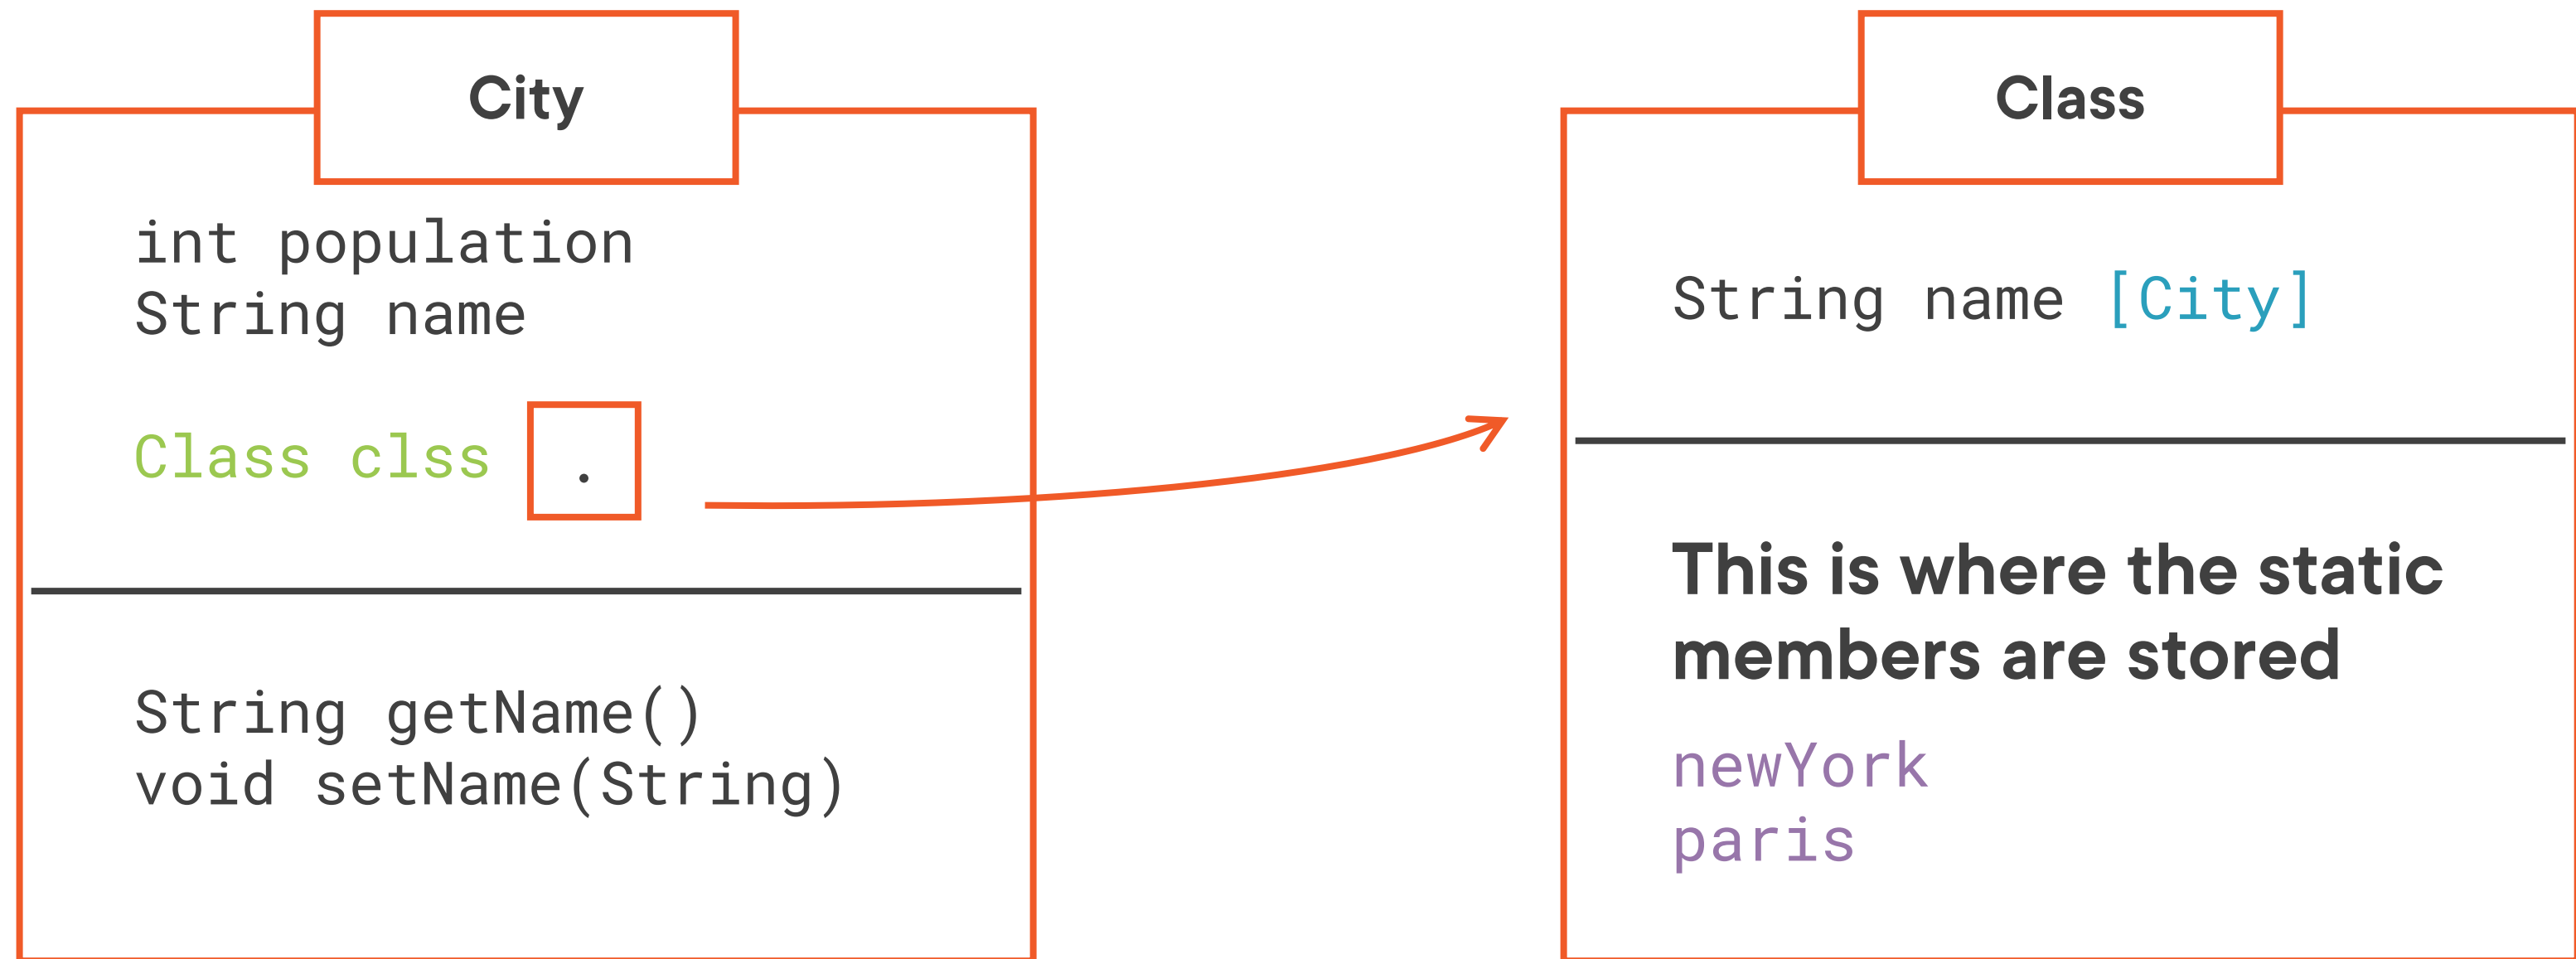 City
int population
String name
Class clss .
String getName()
void setName(String)
Class
String name [City]
This is where the static
members are stored
newYork
paris